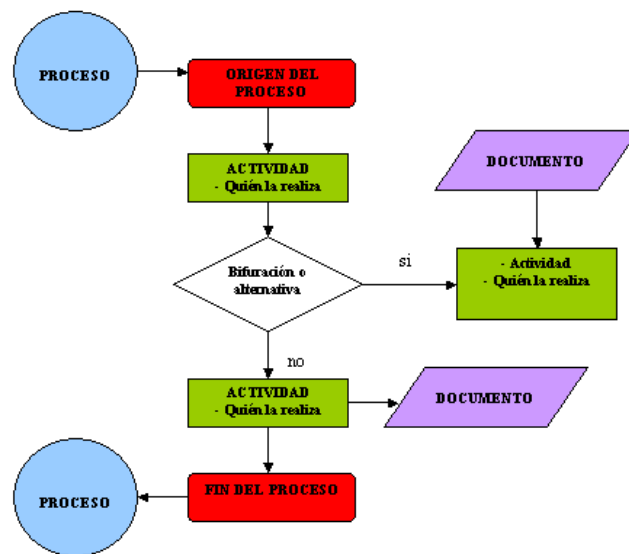 PROCESO
ORIGEN DEL
PROCESO
ACTIVIDAD
- Quién la realiza
DOCUMENTO
Bifuración o
alternativa
si
- Actividad
- Quién la realiza
no
ACTIVIDAD
- Quién la realiza
DOCUMENTO
FIN DEL PROCESO
PROCESO